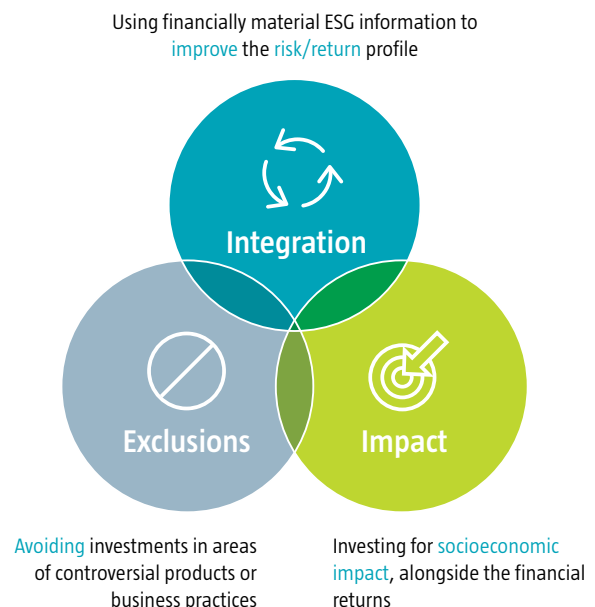 Using financially material ESG information to
improve the risk/return profile
Integration
Exclusions
Impact
Avoiding investments in areas
of controversial products or
business practices
Investing for socioeconomic
impact, alongside the financial
returns